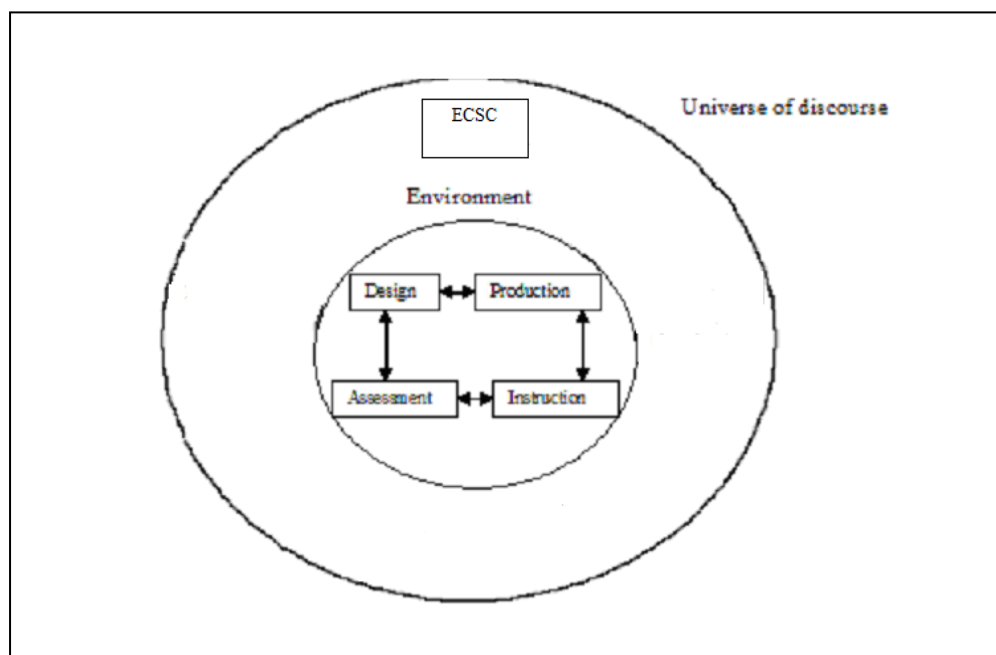 ECSC
Universe of discourse
Environment
Design
Production
Assessment
Instruction